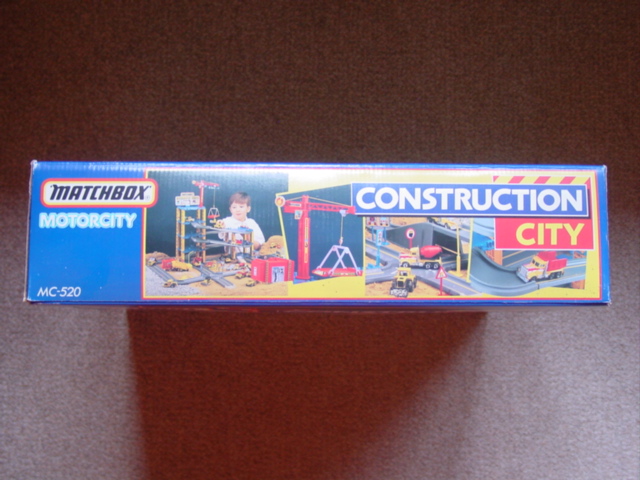 MATCHBOX
MOTORCITY
MC-520
CONSTRUCTION
CITY